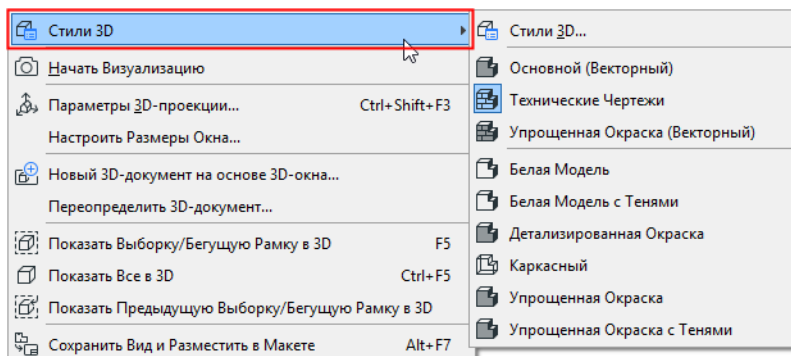 Стили 3D
Начать Визуализацию
Параметры 3D-проекции... Ctrl+Shift+F3
Настроить Размеры Окна...
Новый 3D-документ на основе 3D-окна...
Переопределить 3D-документ...
Показать Выборку/Бегущую Рамку в 3D F5
Показать Все в 3D Ctrl+F5
Показать Предыдущую Выборку/Бегущую Рамку в 3D
Сохранить Вид и Разместить в Макете Alt+F7
Стили 3D...
Основной (Векторный)
Технические Чертежи
Упрощенная Окраска (Векторный)
Белая Модель
Белая Модель с Тенями
Детализированная Окраска
Каркасный
Упрощенная Окраска
Упрощенная Окраска с Тенями